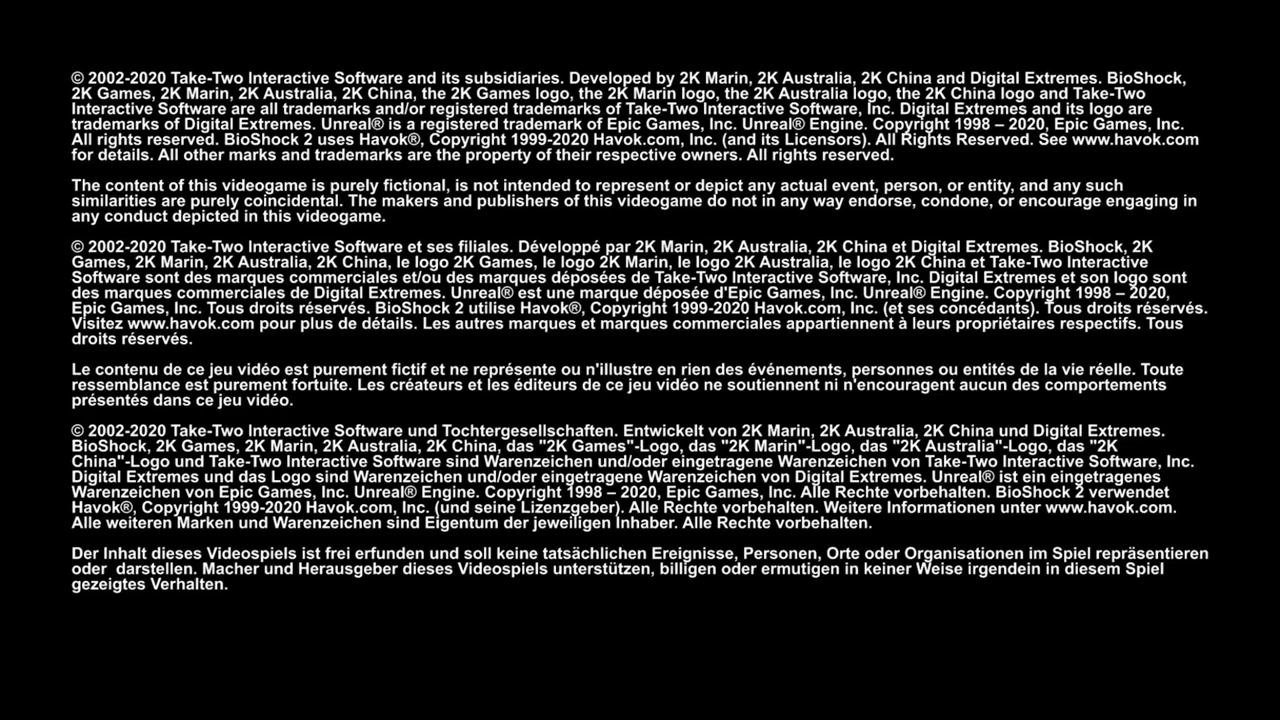 © 2002-2020 Take-Two Interactive Software and its subsidiaries. Developed by 2K Marin, 2K Australia, 2K China and Digital Extremes. BioShock,
2K Games, 2K Marin, 2K Australia, 2K China, the 2K Games logo, the 2K Marin logo, the 2K Australia logo, the 2K China logo and Take-Two
Interactive Software are all trademarks and/or registered trademarks of Take-Two Interactive Software, Inc. Digital Extremes and its logo are
trademarks of Digital Extremes. Unreal® is a registered trademark of Epic Games, Inc. Unreal® Engine. Copyright 1998 – 2020, Epic Games, Inc.
All rights reserved. BioShock 2 uses Havok®, Copyright 1999-2020 Havok.com, Inc. (and its Licensors). All Rights Reserved. See www.havok.com
for details. All other marks and trademarks are the property of their respective owners. All rights reserved.
The content of this videogame is purely fictional, is not intended to represent or depict any actual event, person, or entity, and any such
similarities are purely coincidental. The makers and publishers of this videogame do not in any way endorse, condone, or encourage engaging in
any conduct depicted in this videogame.
© 2002-2020 Take-Two Interactive Software et ses filiales. Développé par 2K Marin, 2K Australia, 2K China et Digital Extremes. BioShock, 2K
Games, 2K Marin, 2K Australia, 2K China, le logo 2K Games, le logo 2K Marin, le logo 2K Australia, le logo 2K China et Take-Two Interactive
Software sont des marques commerciales et/ou des marques déposées de Take-Two Interactive Software, Inc. Digital Extremes et son logo sont
des marques commerciales de Digital Extremes. Unreal® est une marque déposée d'Epic Games, Inc. Unreal® Engine. Copyright 1998 – 2020,
Epic Games, Inc. Tous droits réservés. BioShock 2 utilise Havok®, Copyright 1999-2020 Havok.com, Inc. (et ses concédants). Tous droits réservés.
Visitez www.havok.com pour plus de détails. Les autres marques et marques commerciales appartiennent à leurs propriétaires respectifs. Tous
droits réservés.
Le contenu de ce jeu vidéo est purement fictif et ne représente ou n'illustre en rien des événements, personnes ou entités de la vie réelle. Toute
ressemblance est purement fortuite. Les créateurs et les éditeurs de ce jeu vidéo ne soutiennent ni n'encouragent aucun des comportements
présentés dans ce jeu vidéo.
© 2002-2020 Take-Two Interactive Software und Tochtergesellschaften. Entwickelt von 2K Marin, 2K Australia, 2K China und Digital Extremes.
BioShock, 2K Games, 2K Marin, 2K Australia, 2K China, das "2K Games"-Logo, das "2K Marin"-Logo, das "2K Australia"-Logo, das "2K
China"-Logo und Take-Two Interactive Software sind Warenzeichen und/oder eingetragene Warenzeichen von Take-Two Interactive Software, Inc.
Digital Extremes und das Logo sind Warenzeichen und/oder eingetragene Warenzeichen von Digital Extremes. Unreal® ist ein eingetragenes
Warenzeichen von Epic Games, Inc. Unreal® Engine. Copyright 1998 – 2020, Epic Games, Inc. Alle Rechte vorbehalten. BioShock 2 verwendet
Havok®, Copyright 1999-2020 Havok.com, Inc. (und seine Lizenzgeber). Alle Rechte vorbehalten. Weitere Informationen unter www.havok.com.
Alle weiteren Marken und Warenzeichen sind Eigentum der jeweiligen Inhaber. Alle Rechte vorbehalten.
Der Inhalt dieses Videospiels ist frei erfunden und soll keine tatsächlichen Ereignisse, Personen, Orte oder Organisationen im Spiel repräsentieren
oder  darstellen. Macher und Herausgeber dieses Videospiels unterstützen, billigen oder ermutigen in keiner Weise irgendein in diesem Spiel
gezeigtes Verhalten.